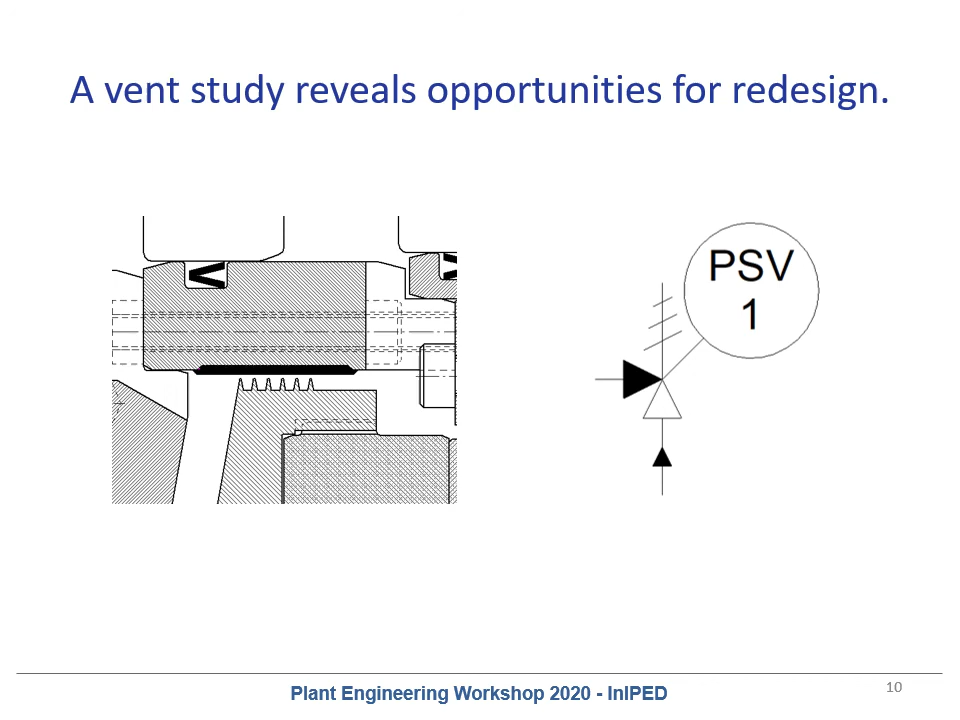 A vent study reveals opportunities for redesign.
PSV
1
Plant Engineering Workshop 2020 - InIPED
10